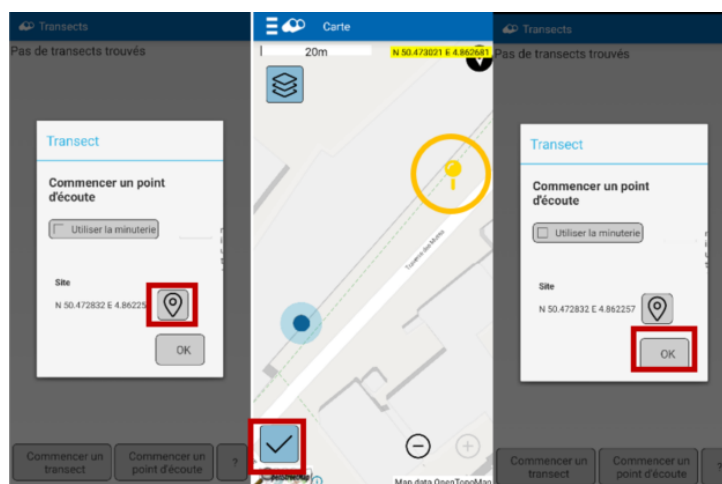 Transects
Pas de transects trouvés
Transect
Commencer un point
d'écoute
Utiliser la minuterie
Site
N 50.472832 E 4.86225
OK
Commencer un
transect
Commencer un
point d'écoute
?
Carte
20m
N 50.473021 E 4.862681
Traverse des Muses
Map data OpenTopoMap
Transects
Pas de transects trouvés
Transect
Commencer un point
d'écoute
Utiliser la minuterie
Site
N 50.472832 E 4.862257
OK
Commencer un
transect
Commencer un
point d'écoute
?